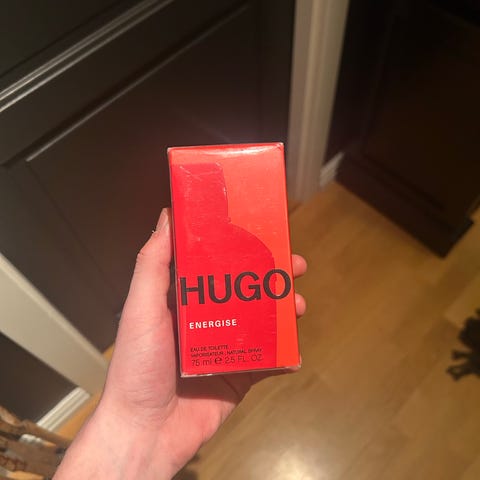 HUGO
ENERGISE
EAU DE TOILETTE
VAPORISATEUR · NATURAL SPRAY
75 ml ℮ 2.5 FL. OZ.